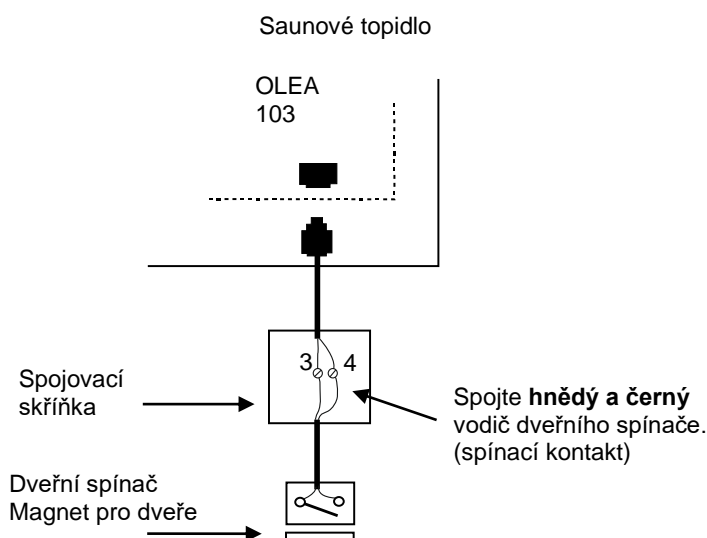 Saunové topidlo
OLEA
103
3 4
Spojovací
skříňka
Spojte hnědý a černý
vodič dveřního spínače.
(spínací kontakt)
Dveřní spínač
Magnet pro dveře